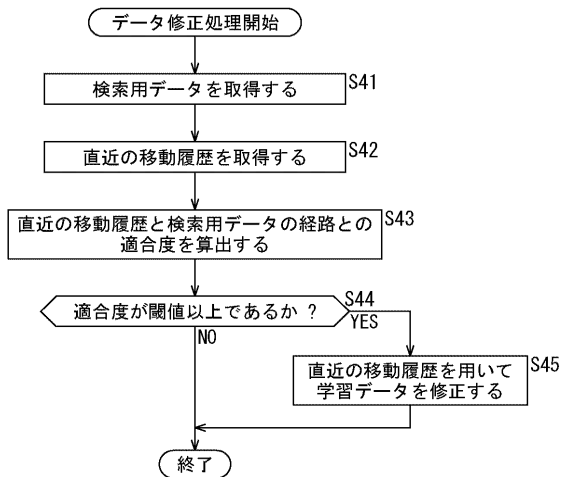 データ修正処理開始
検索用データを取得する
S41
直近の移動履歴を取得する
S42
直近の移動履歴と検索用データの経路との
適合度を算出する
S43
適合度が閾値以上であるか ?
S44
YES
NO
直近の移動履歴を用いて
学習データを修正する
S45
終了